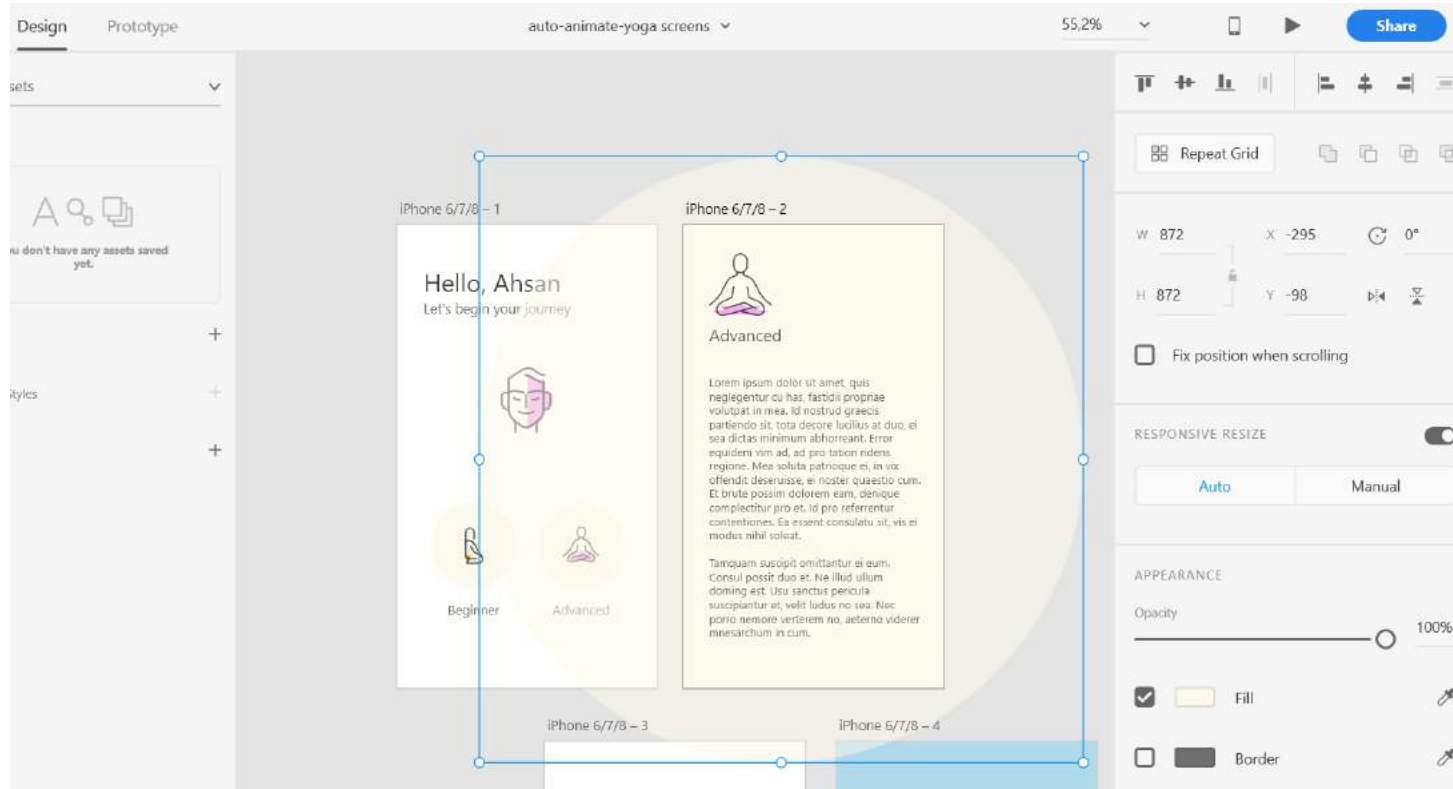 Design
Prototype
auto-animate-yoga screens
55,2%
Share
sets
Repeat Grid
iPhone 6/7/8 – 1
iPhone 6/7/8 – 2
W 872
X -295
0°
u don't have any assets saved
yet.
Hello, Ahsan
Let's begin your journey
H 872
Y -98
Advanced
Fix position when scrolling
Lorem ipsum dolor sit amet, quis
neglegentur cu has, fastidii propriae
volutpat in mea. Id nostrud graecis
partiendo sit, tota decore lucilius at duo, ei
sea dictas minimum abhorreant. Error
equidem vim ad, ad pro tation ridens
regione. Mea soluta patrioque ei, in vix
offendit deseruisse, ei noster quaestio cum.
Et brute possim dolorem eam, denique
complectitur pro et. Id pro referrentur
contentiones. Ea essent consulatu sit, vis ei
modus nihil soleat.
Tamquam suscipit omittantur ei eum.
Consul possit duo et. Ne illud ullum
doming est. Usu sanctus pericula
suscipiantur et, velit ludus no sea. Nec
porro nemore verterem no, aeterno viderer
mnesarchum in cum.
Styles
RESPONSIVE RESIZE
Auto
Manual
APPEARANCE
Opacity
100%
Beginner
Advanced
Fill
iPhone 6/7/8 – 3
iPhone 6/7/8 – 4
Border